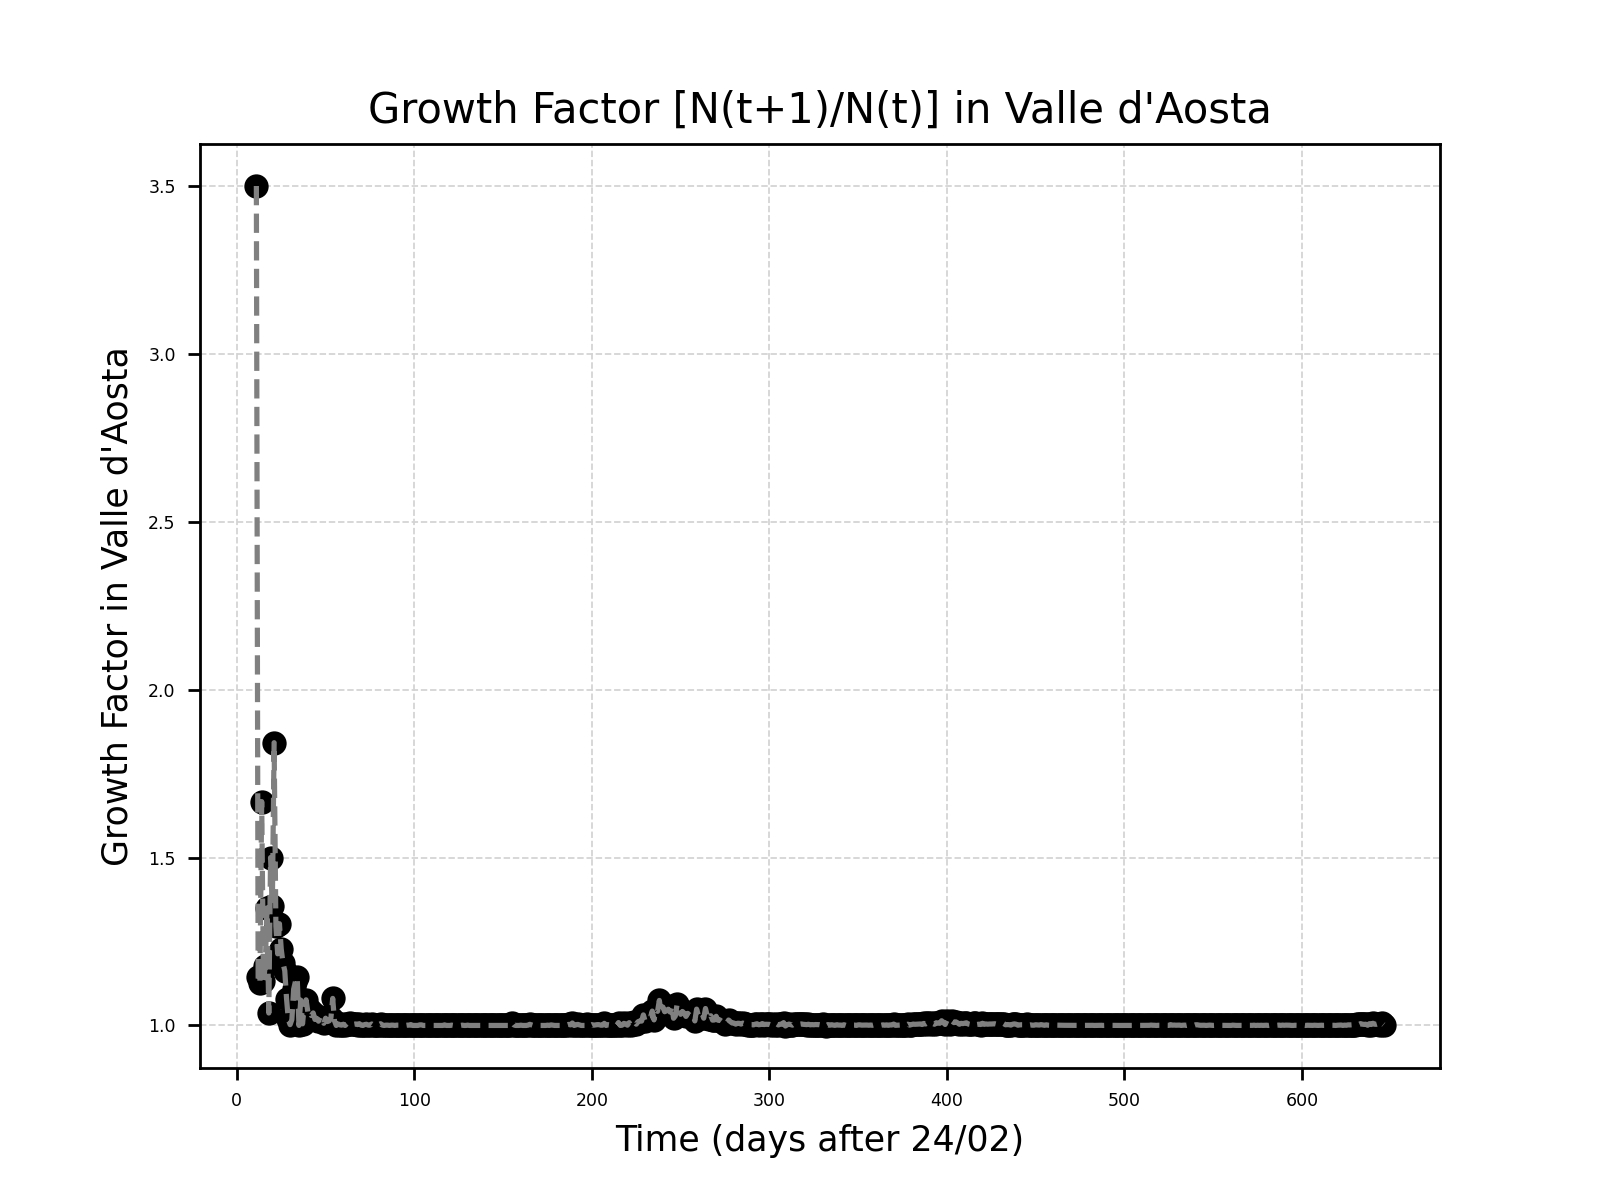 Growth Factor [N(t+1)/N(t)] in Valle d'Aosta
Growth Factor in Valle d'Aosta
3.5
3.0
2.5
2.0
1.5
1.0
0 100 200 300 400 500 600
Time (days after 24/02)